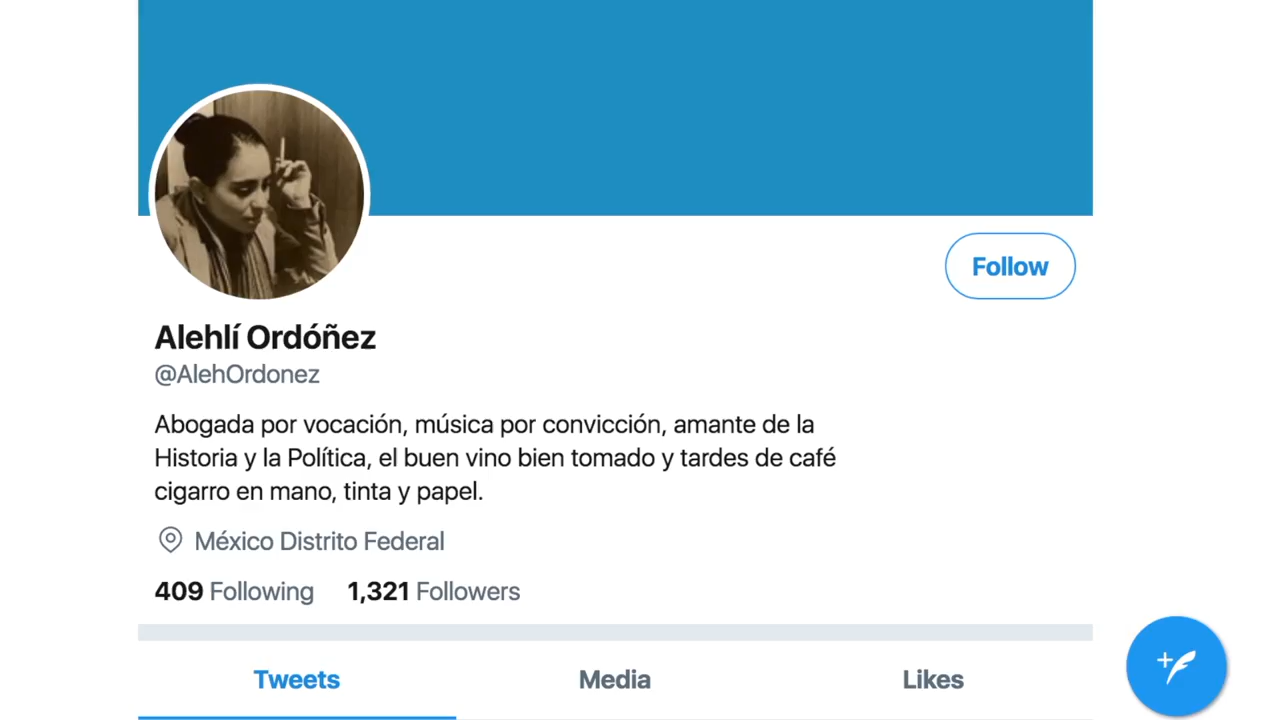 Follow
Alehlí Ordóñez
@AlehOrdonez
Abogada por vocación, música por convicción, amante de la
Historia y la Política, el buen vino bien tomado y tardes de café
cigarro en mano, tinta y papel.
México Distrito Federal
409 Following 1,321 Followers
Tweets Media Likes